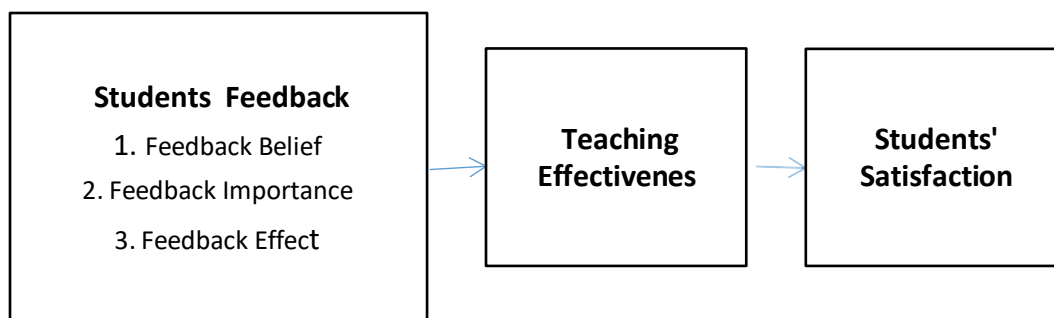 Students Feedback
1. Feedback Belief
2. Feedback Importance
3. Feedback Effect
Teaching
Effectivenes
Students'
Satisfaction